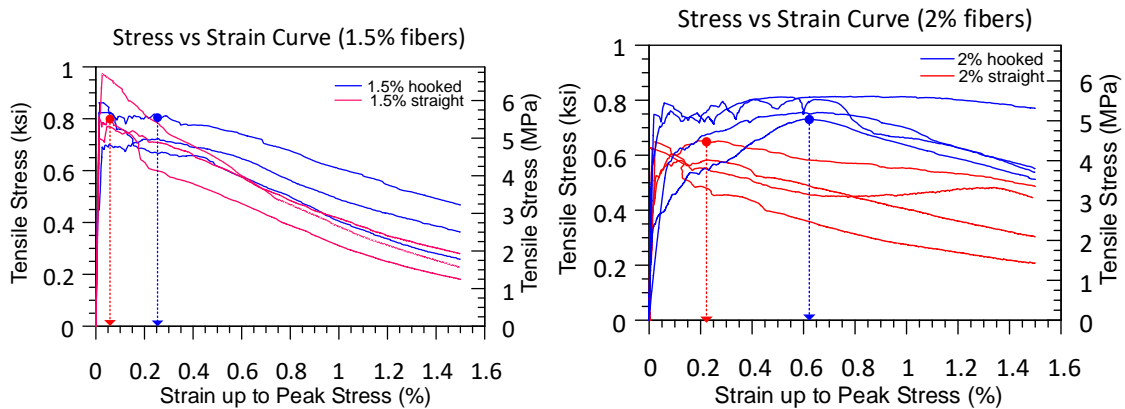 Stress vs Strain Curve (1.5% fibers)
1.5% hooked
1.5% straight
Tensile Stress (ksi)
1
0.8
0.6
0.4
0.2
0
Tensile Stress (MPa)
6
5
4
3
2
1
0
0 0.2 0.4 0.6 0.8 1 1.2 1.4 1.6
Strain up to Peak Stress (%)
Stress vs Strain Curve (2% fibers)
2% hooked
2% straight
Tensile Stress (ksi)
1
0.8
0.6
0.4
0.2
0
Tensile Stress (MPa)
6
5
4
3
2
1
0
0 0.2 0.4 0.6 0.8 1 1.2 1.4 1.6
Strain up to Peak Stress (%)